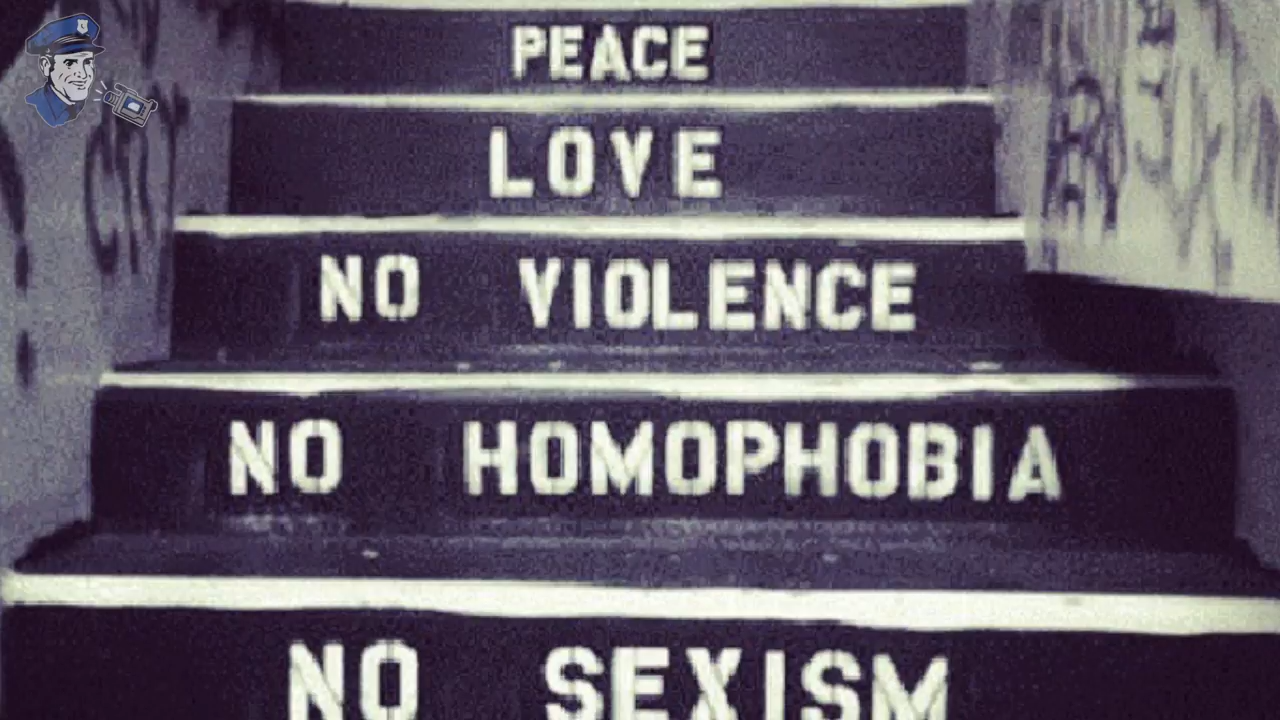 PEACE
LOVE
NO VIOLENCE
NO HOMOPHOBIA
NO SEXISM